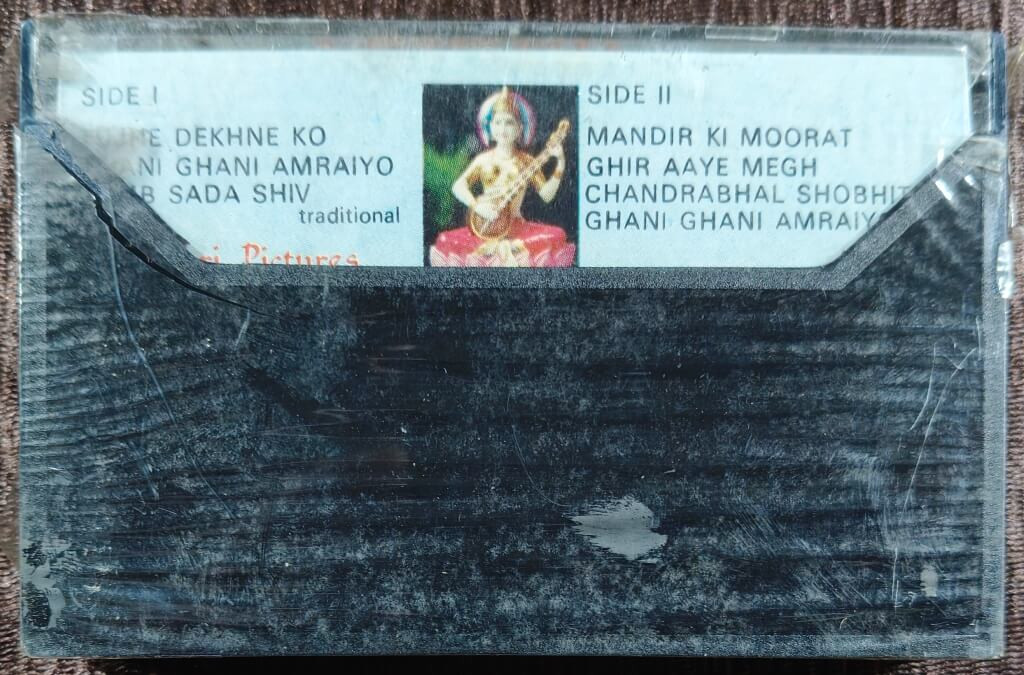 SIDE I
DEKHNE KO
GHANI AMRAIYO
SADA SHIV
traditional
Pictures
SIDE II
MANDIR KI MOORAT
GHIR AAYE MEGH
CHANDRABHAL SHOBHIT
GHANI GHANI AMRAIY